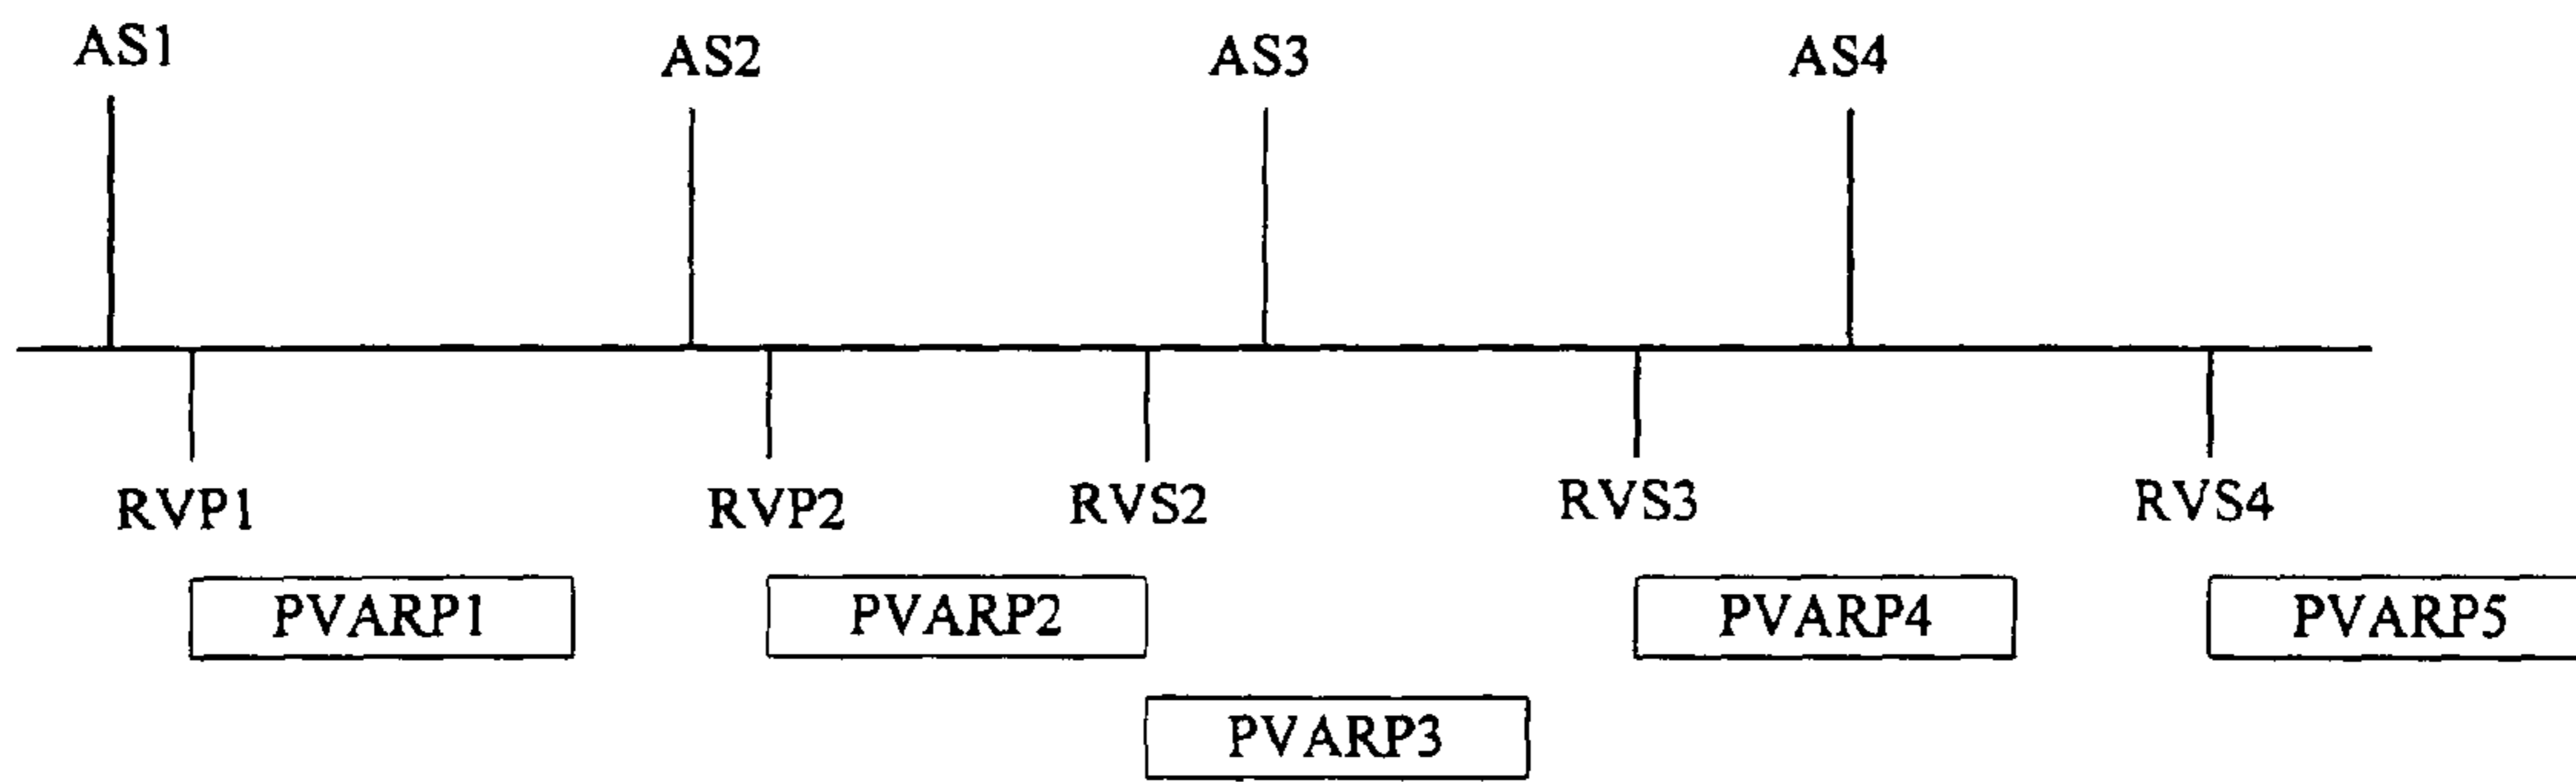 AS1 AS2 AS3 AS4
RVP1 RVP2 RVS2 RVS3 RVS4
PVARP1 PVARP2 PVARP4 PVARP5
PVARP3